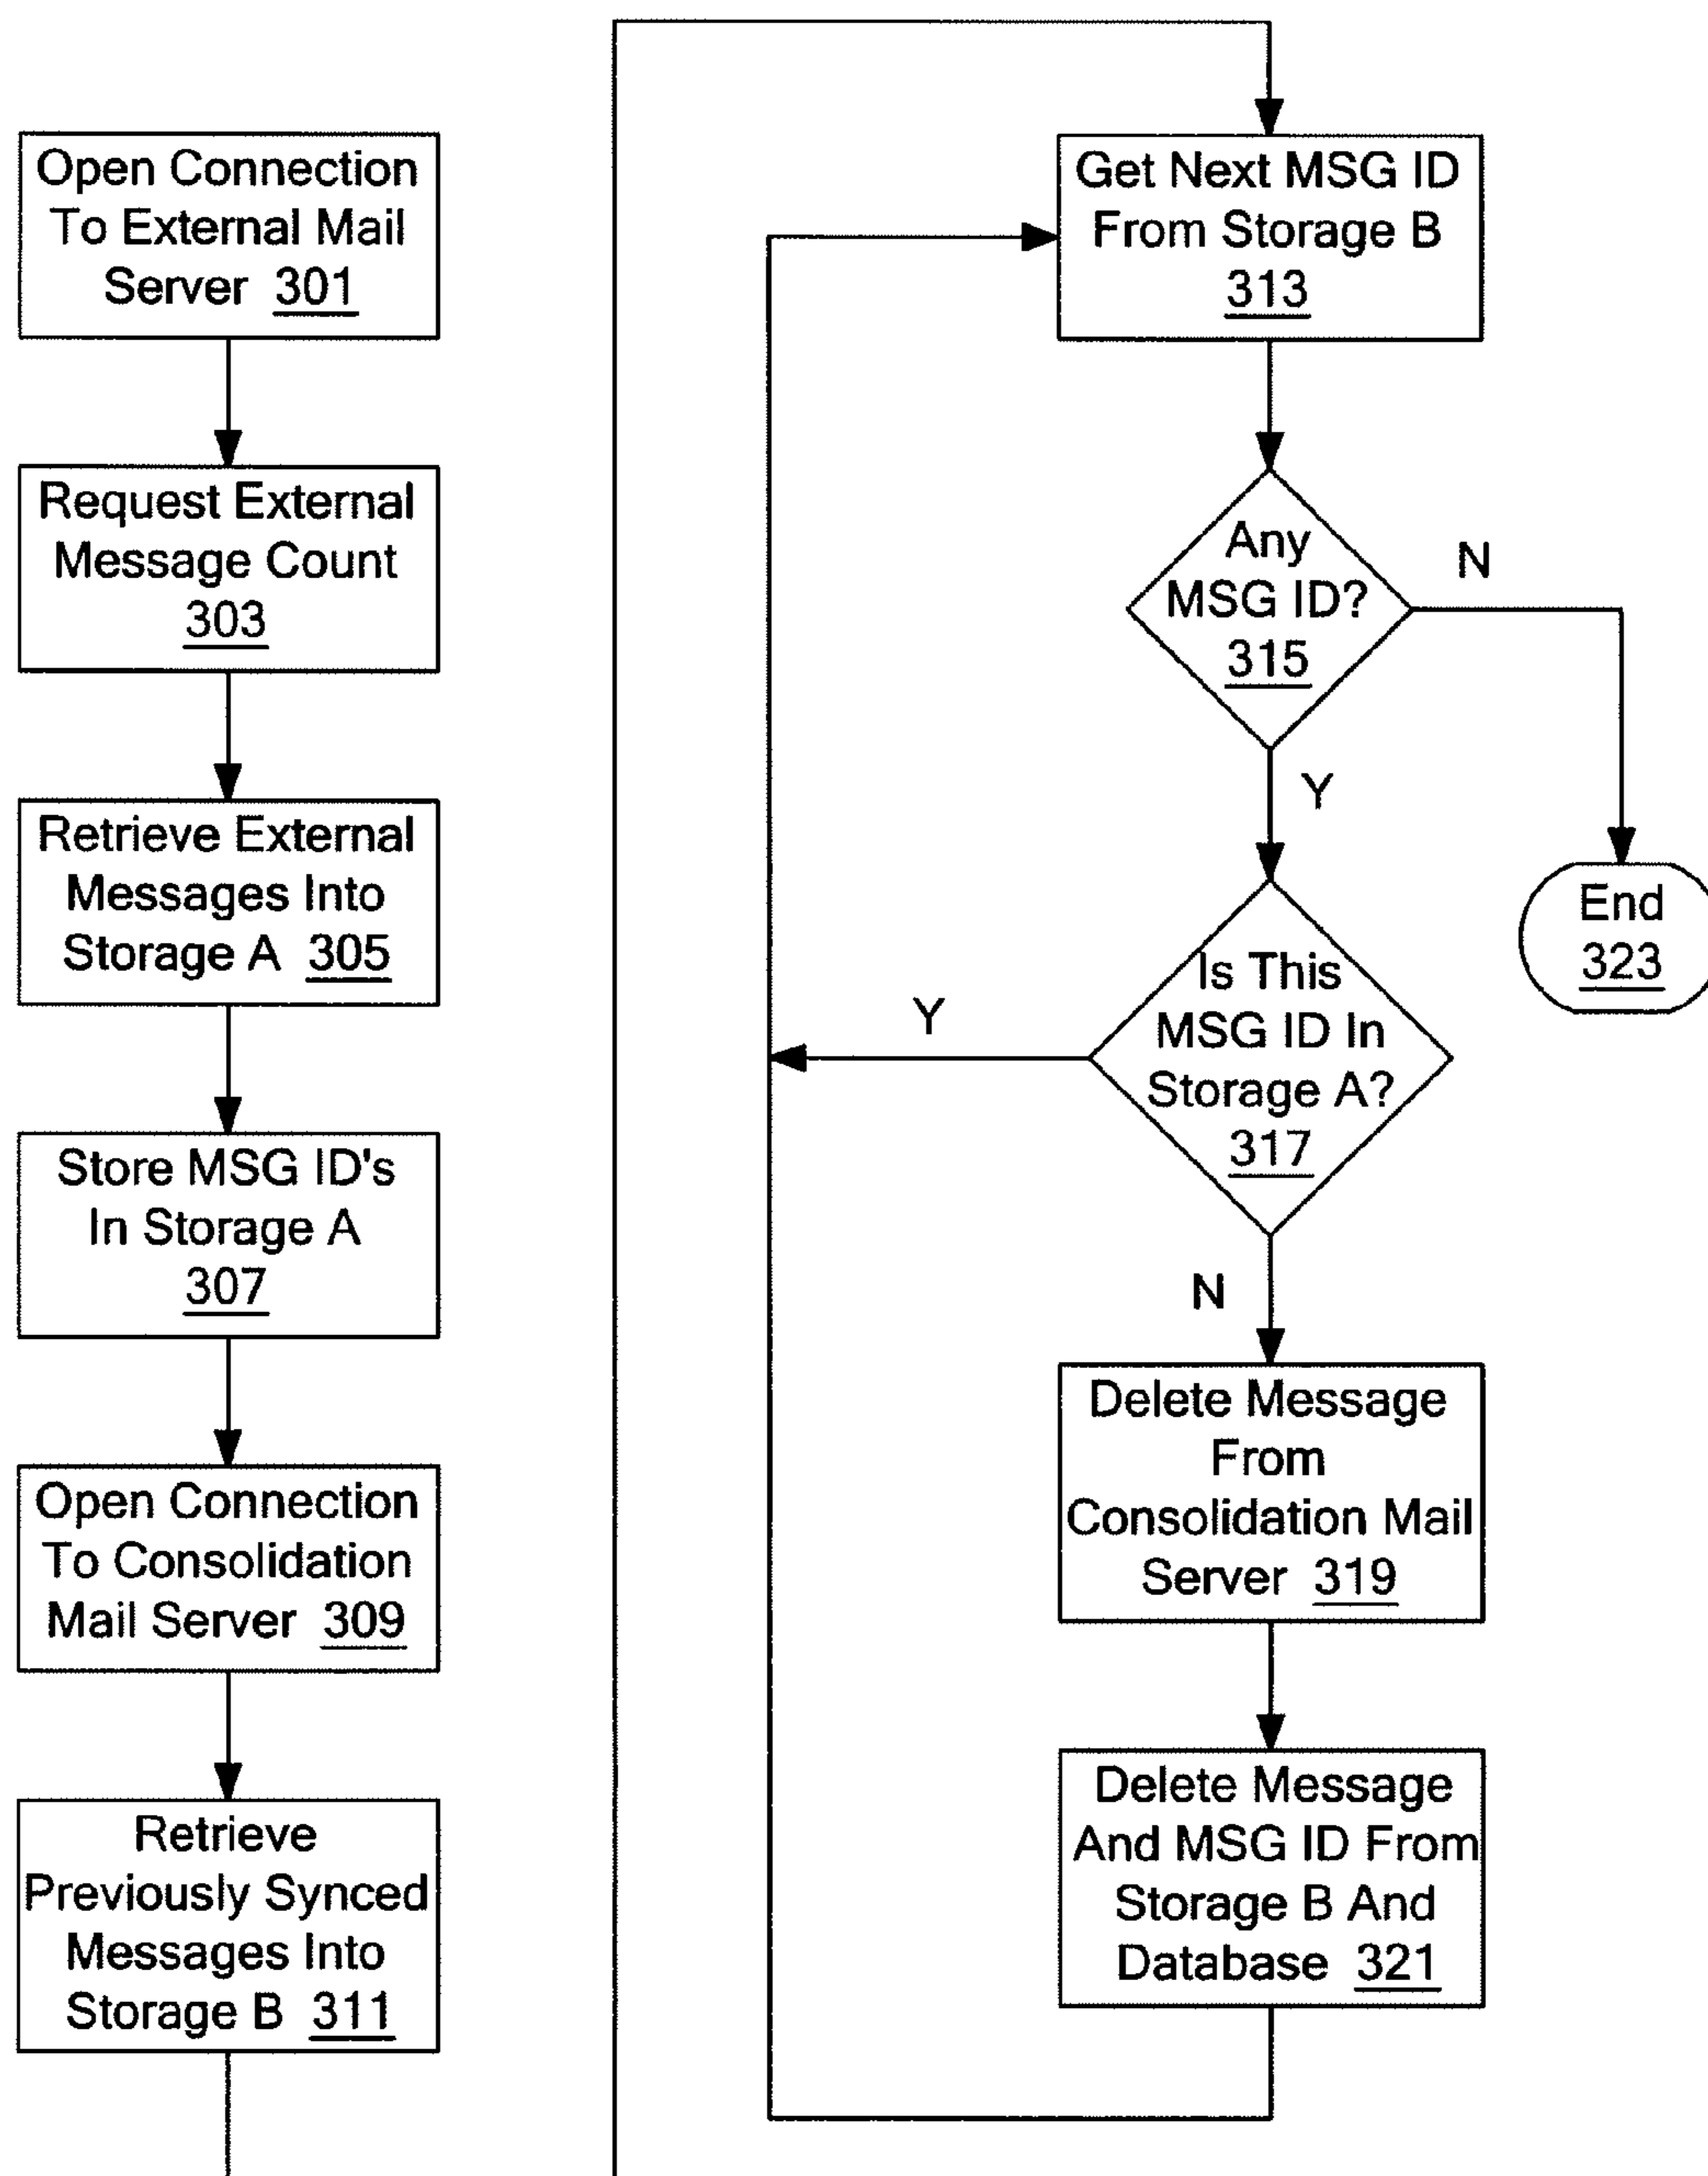 Open Connection
To External Mail
Server 301
Request External
Message Count
303
Retrieve External
Messages Into
Storage A 305
Store MSG ID's
In Storage A
307
Open Connection
To Consolidation
Mail Server 309
Retrieve
Previously Synced
Messages Into
Storage B 311
Get Next MSG ID
From Storage B
313
Any
MSG ID?
315
N
Y
End
323
Is This
MSG ID In
Storage A?
317
Y
N
Delete Message
From
Consolidation Mail
Server 319
Delete Message
And MSG ID From
Storage B And
Database 321